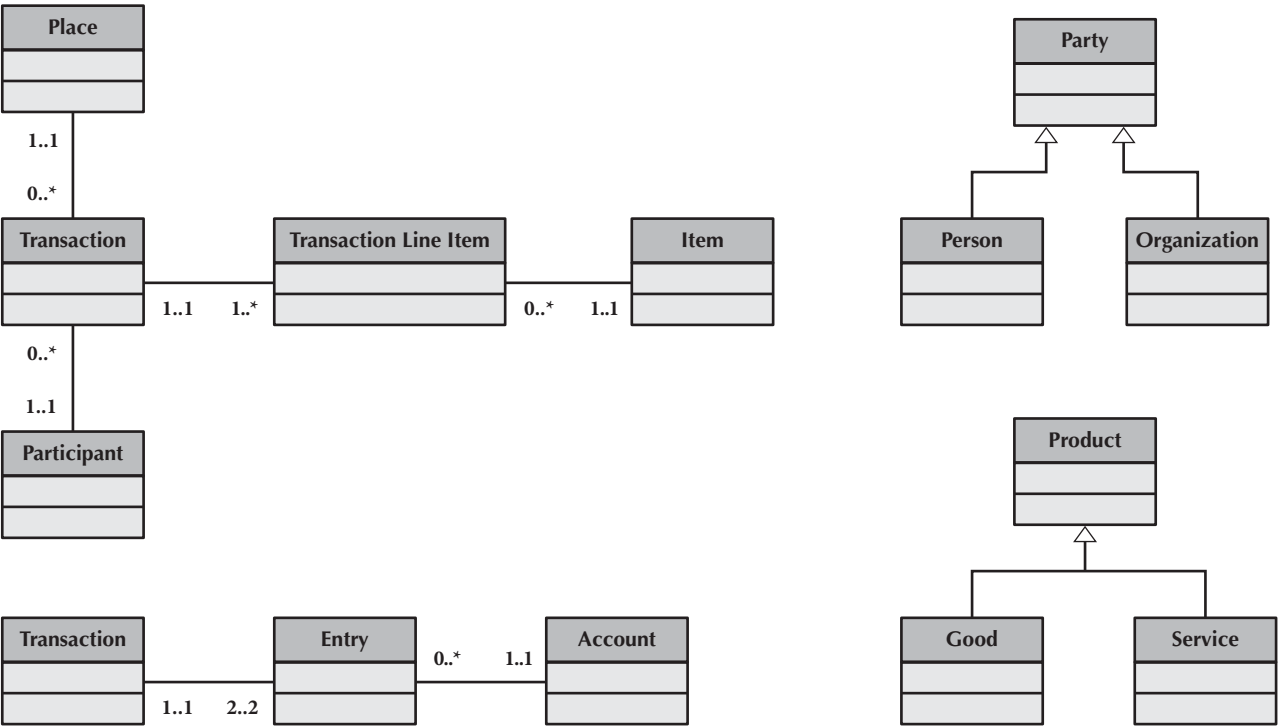 Place
1..1
0..*
Transaction
1..1
1..*
Transaction Line Item
0..*
1..1
Item
0..*
1..1
Participant
Party
Person
Organization
Product
Good
Service
Transaction
1..1
2..2
Entry
0..*
1..1
Account